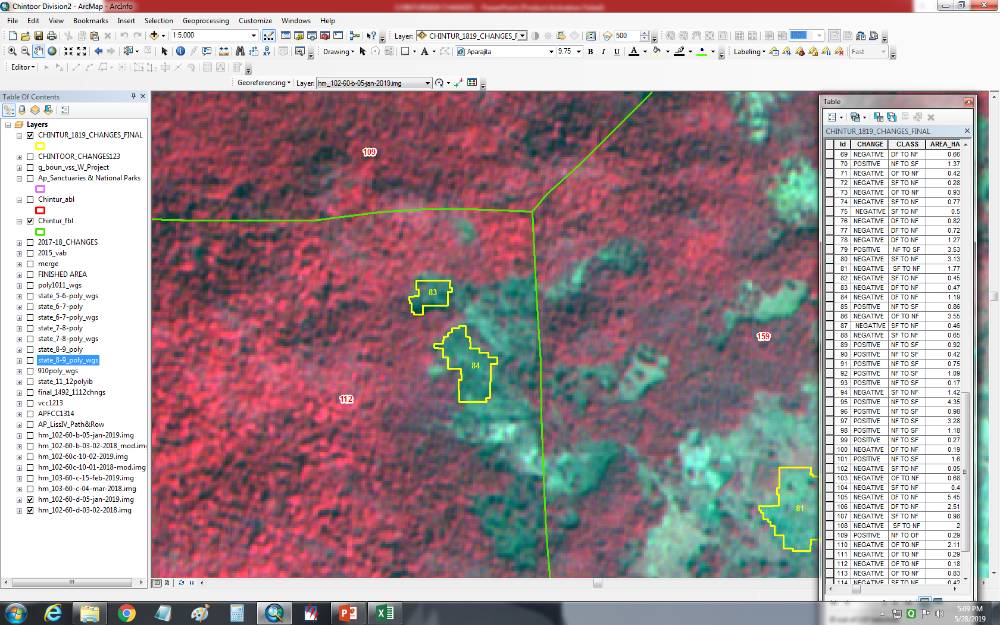 Chintoor Division2 - ArcMap - ArcInfo
File Edit View Bookmarks Insert Selection Geoprocessing Customize Windows Help
1:5,000 Layer: CHINTUR_1819_CHANGES_F 500 100%
Drawing Aparajita 9.75 B I U A Labeling Fast
Editor
Georeferencing Layer: hm_102-60-b-05-jan-2019.img
Table Of Contents
Layers
CHINTUR_1819_CHANGES_FINAL
CHINTOOR_CHANGES123
g_boun_vss_W_Project
Ap_Sanctuaries & National Parks
Chintur_abl
Chintur_fbl
2017-18_CHANGES
2015_vab
merge
FINISHED AREA
poly1011_wgs
state_5-6-poly_wgs
state_6-7-poly
state_6-7-poly_wgs
state_7-8-poly
state_7-8-poly_wgs
state_8-9_poly
state_8-9_poly_wgs
910poly_wgs
state_11_12polyib
final_1492_1112chngs
vcc1213
APFCC1314
AP_LissIV_Path&Row
hm_102-60-b-05-jan-2019.img
hm_102-60-b-03-02-2018_mod.img
hm_102-60c-10-02-2019.img
hm_102-60c-10-01-2018-mod.img
hm_103-60-c-15-feb-2019.img
hm_103-60-c-04-mar-2018.img
hm_102-60-d-05-jan-2019.img
hm_102-60-d-03-02-2018.img
109
83
84
112
159
81
Table
CHINTUR_1819_CHANGES_FINAL
Id CHANGE CLASS AREA_HA
69 NEGATIVE DF TO NF 0.66
70 POSITIVE NF TO SF 1.37
71 NEGATIVE OF TO NF 0.42
72 NEGATIVE SF TO NF 0.28
73 NEGATIVE OF TO NF 0.93
74 NEGATIVE SF TO NF 0.77
75 NEGATIVE SF TO NF 0.5
76 NEGATIVE DF TO NF 0.82
77 NEGATIVE DF TO NF 0.72
78 NEGATIVE DF TO NF 1.27
79 POSITIVE NF TO SF 3.53
80 NEGATIVE SF TO NF 3.13
81 NEGATIVE SF TO NF 1.77
82 NEGATIVE SF TO NF 0.45
83 NEGATIVE DF TO NF 0.47
84 NEGATIVE DF TO NF 1.19
85 POSITIVE NF TO SF 0.86
86 NEGATIVE OF TO NF 3.55
87 NEGATIVE SF TO NF 0.46
88 NEGATIVE SF TO NF 0.65
89 POSITIVE NF TO SF 0.92
90 POSITIVE NF TO SF 0.42
91 POSITIVE NF TO SF 0.75
92 POSITIVE NF TO SF 1.09
93 POSITIVE NF TO SF 0.17
94 NEGATIVE SF TO NF 1.42
95 POSITIVE NF TO SF 4.35
96 POSITIVE NF TO SF 0.98
97 POSITIVE NF TO SF 3.28
98 POSITIVE NF TO SF 1.18
99 POSITIVE NF TO SF 0.27
100 NEGATIVE DF TO NF 0.19
101 POSITIVE NF TO SF 1.6
102 NEGATIVE SF TO NF 0.05
103 NEGATIVE OF TO NF 0.68
104 NEGATIVE SF TO NF 0.4
105 NEGATIVE DF TO NF 5.45
106 NEGATIVE DF TO NF 2.51
107 NEGATIVE SF TO NF 0.98
108 NEGATIVE SF TO NF 2
109 POSITIVE NF TO OF 0.29
110 NEGATIVE OF TO NF 2.11
111 NEGATIVE OF TO NF 0.29
112 NEGATIVE OF TO NF 0.18
113 NEGATIVE OF TO NF 0.83
114 NEGATIVE SF TO NF 0.42
5:09 PM
5/28/2019